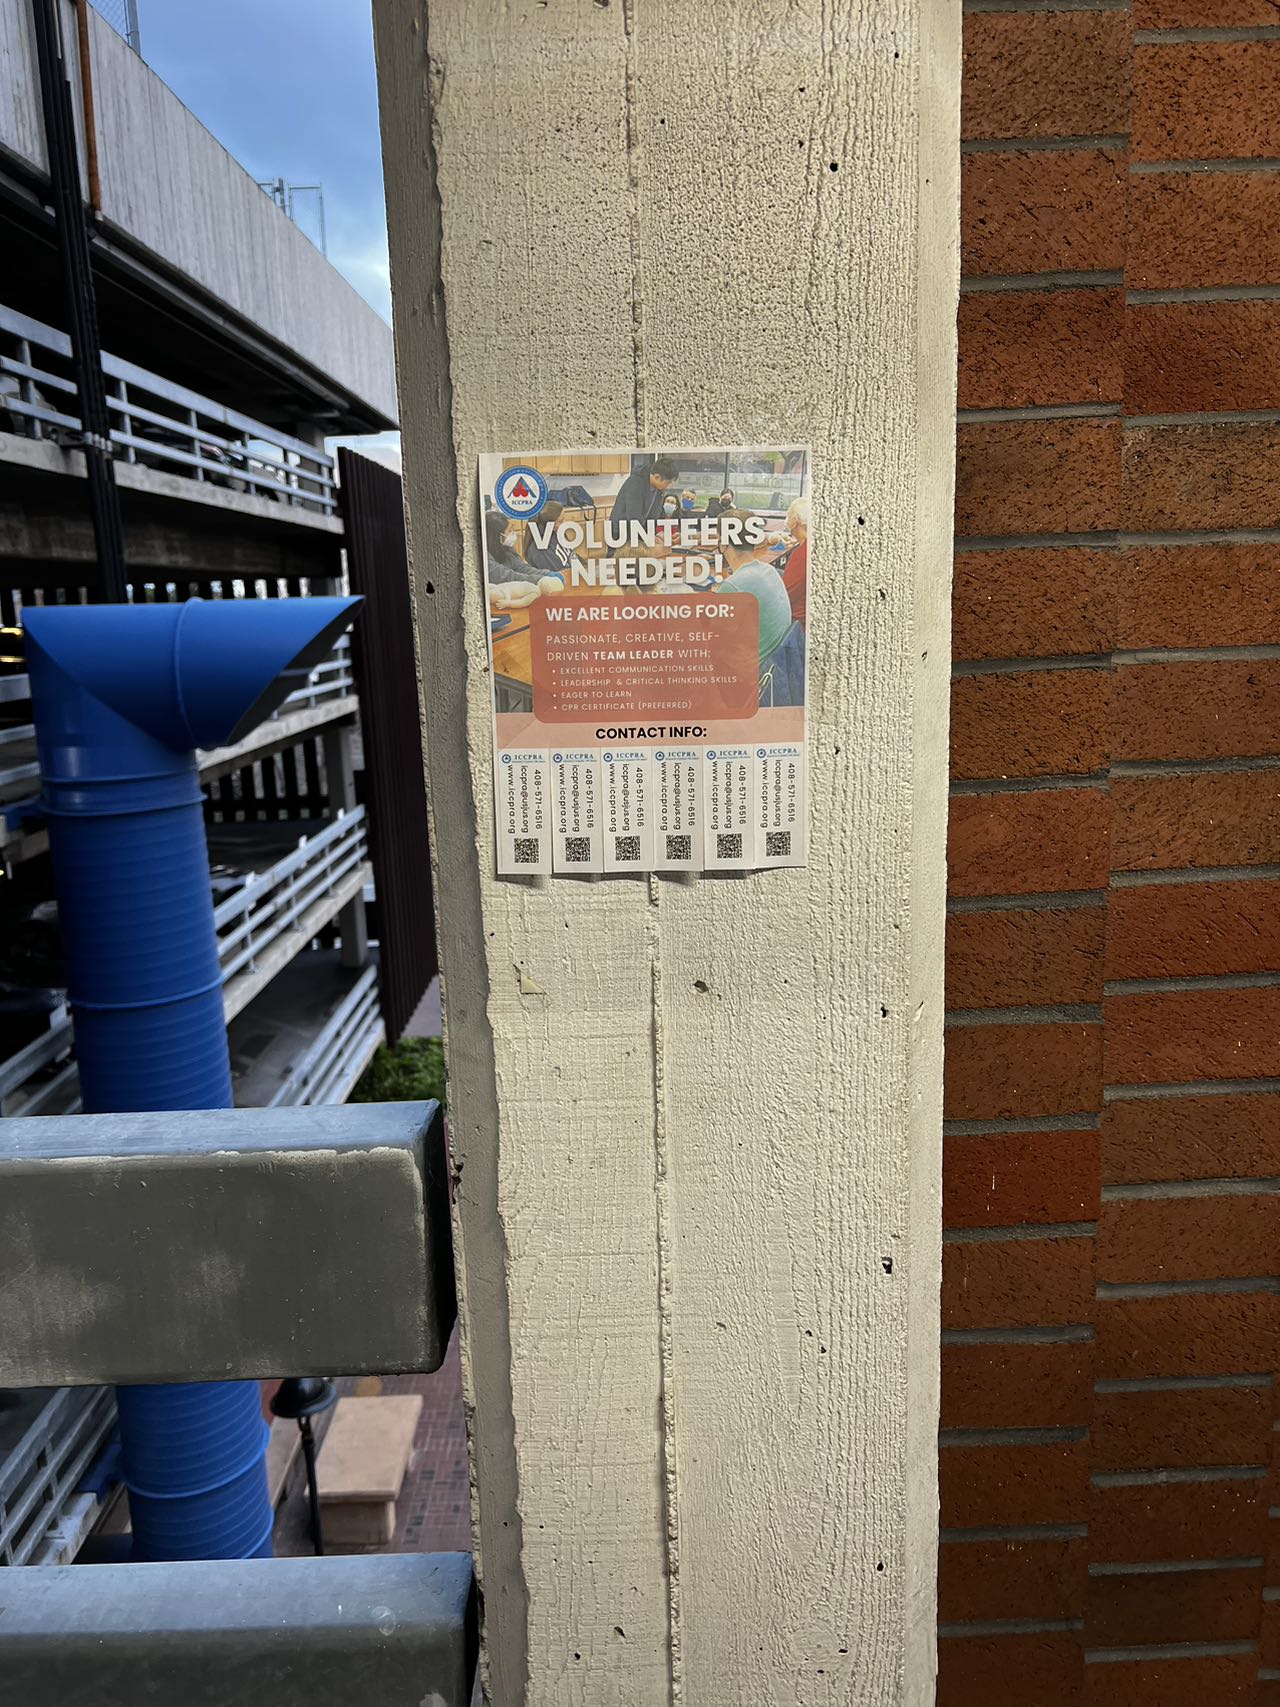 ICCPRA
VOLUNTEERS
NEEDED!
WE ARE LOOKING FOR:
PASSIONATE, CREATIVE, SELF-
DRIVEN TEAM LEADER WITH:
• EXCELLENT COMMUNICATION SKILLS
• LEADERSHIP & CRITICAL THINKING SKILLS
• EAGER TO LEARN
• CPR CERTIFICATE (PREFERRED)
CONTACT INFO:
ICCPRA
408-571-6516
iccpra@usjus.org
www.iccpra.org
ICCPRA
408-571-6516
iccpra@usjus.org
www.iccpra.org
ICCPRA
408-571-6516
iccpra@usjus.org
www.iccpra.org
ICCPRA
408-571-6516
iccpra@usjus.org
www.iccpra.org
ICCPRA
408-571-6516
iccpra@usjus.org
www.iccpra.org
ICCPRA
408-571-6516
iccpra@usjus.org
www.iccpra.org